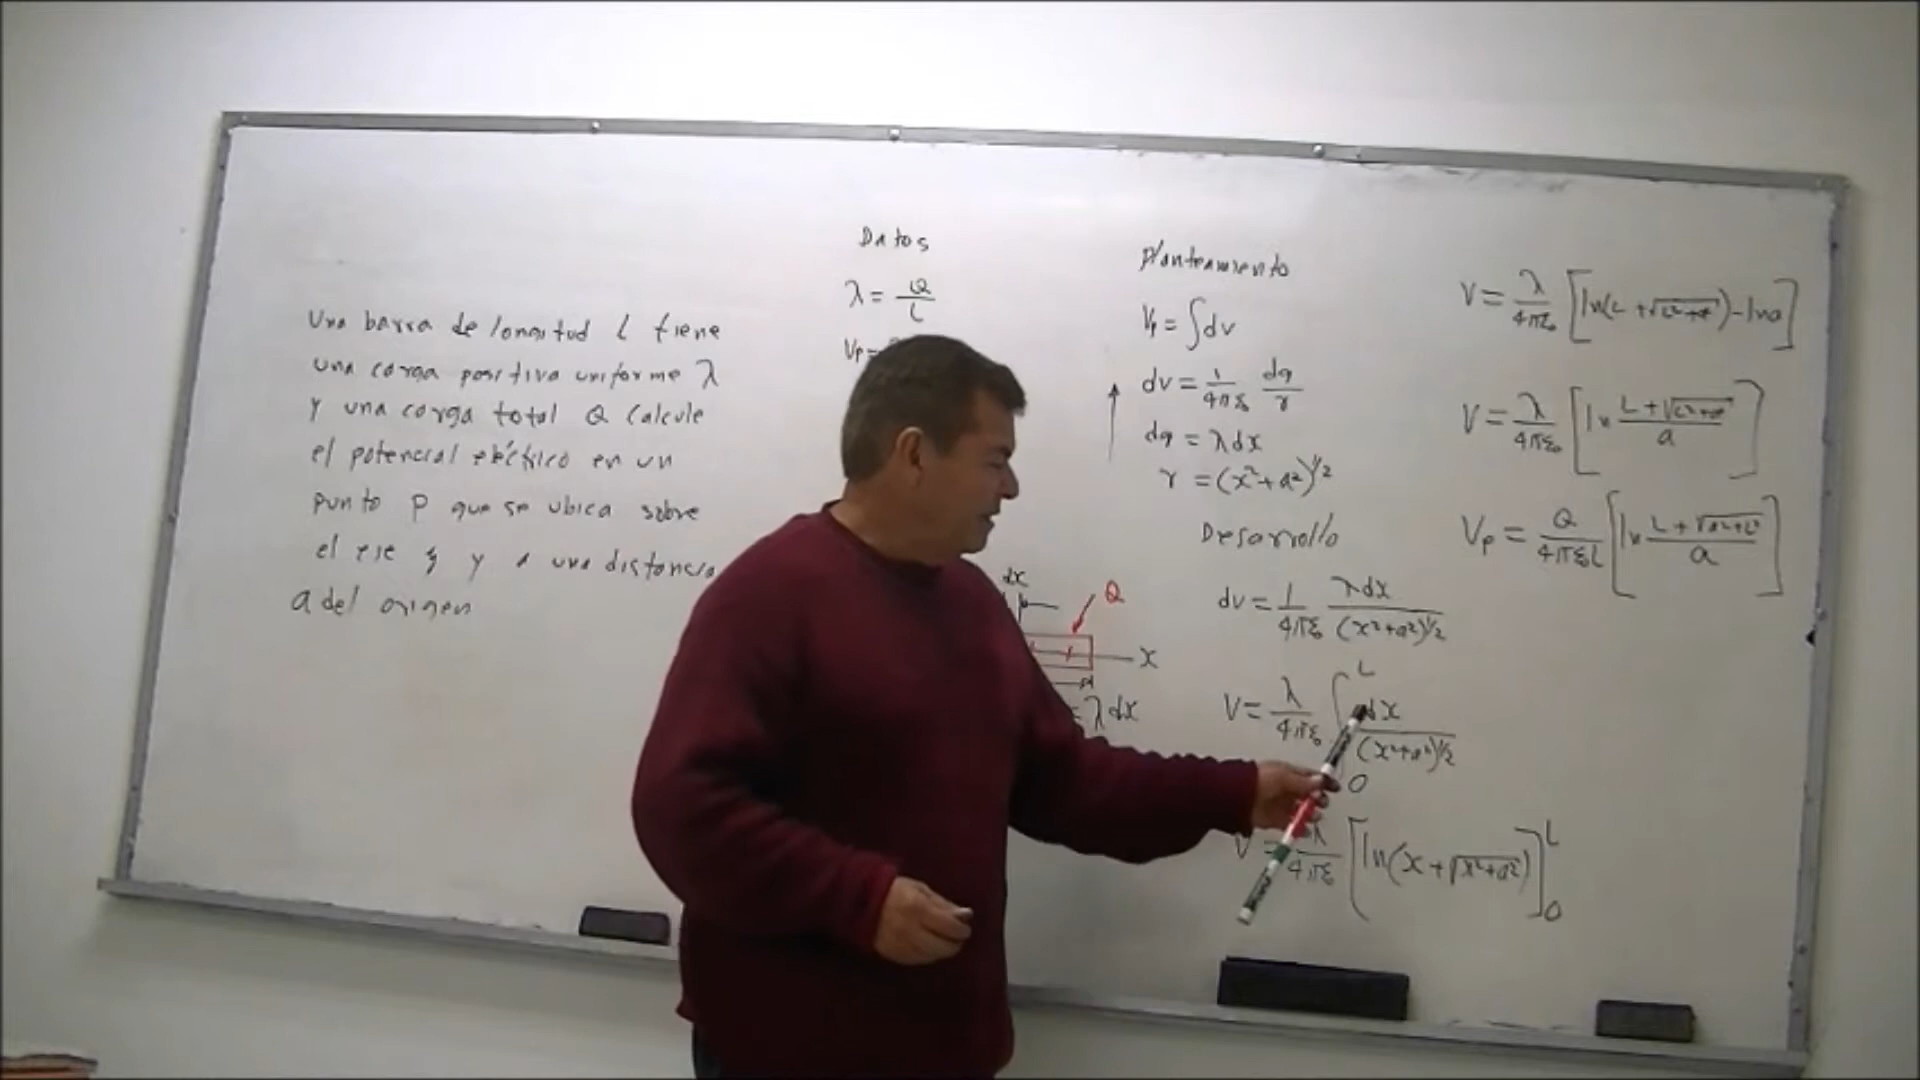 Una barra de longitud L tiene
una carga positiva uniforme λ
y una carga total Q Calcule
el potencial eléctrico en un
punto P que se ubica sobre
el eje y y a una distancia
a del origen
Datos
λ = Q/L
Vp=
dx
Q
x
= λdx
Planteamiento
Vp = ∫dv
dv = 1/4πε₀ dq/r
dq = λdx
r = (x²+a²)^1/2
Desarrollo
dv = 1/4πε₀ λdx/(x²+a²)^1/2
V = λ/4πε₀ ∫₀^L dx/(x²+a²)^1/2
V = λ/4πε₀ [ln(x+√x²+a²)]₀^L
V = λ/4πε₀ [ln(L+√L²+a²)-lna]
V = λ/4πε₀ [ln L+√L²+a²/a]
Vp = Q/4πε₀L [ln L+√a²+L²/a]